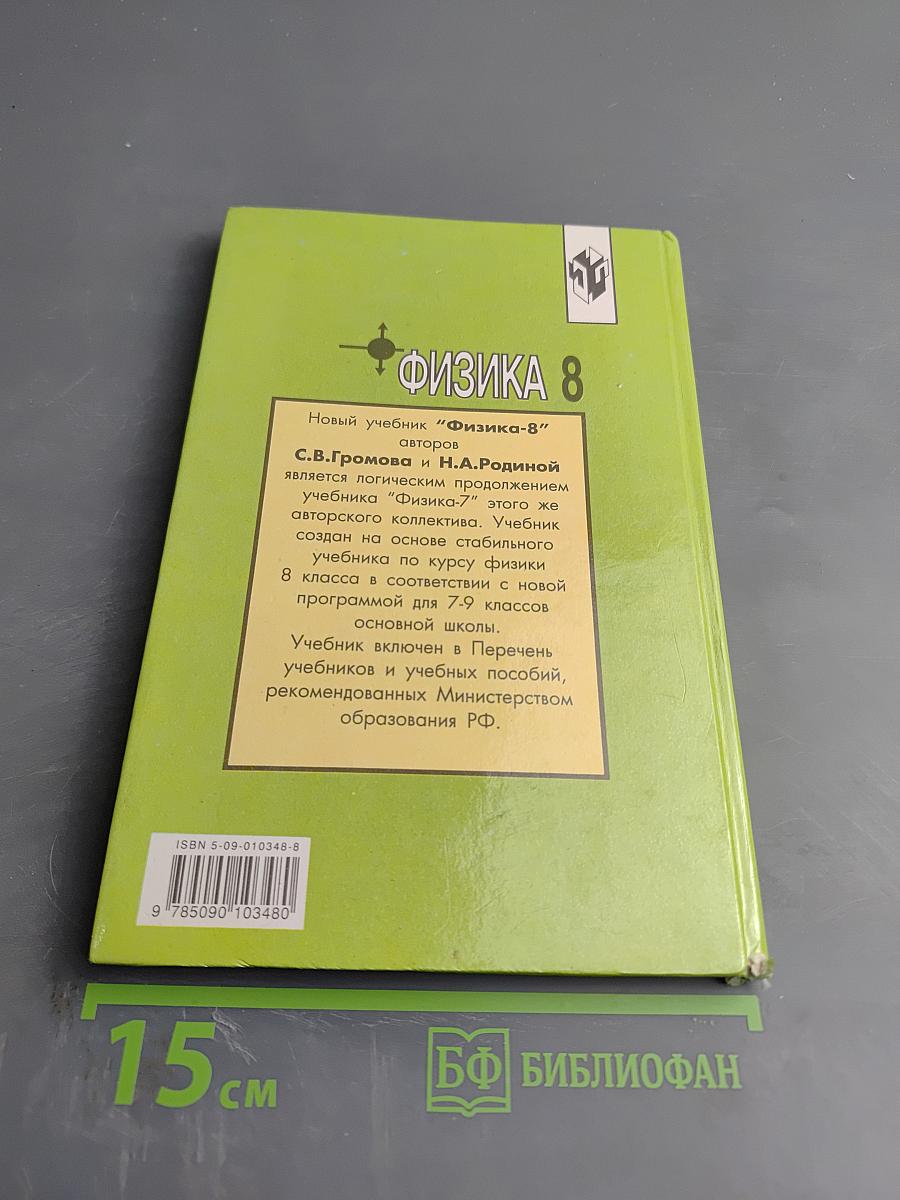 ФИЗИКА 8
Новый учебник "Физика-8"
авторов
С.В.Громова и Н.А.Родиной
является логическим продолжением
учебника "Физика-7" этого же
авторского коллектива. Учебник
создан на основе стабильного
учебника по курсу физики
8 класса в соответствии с новой
программой для 7-9 классов
основной школы.
Учебник включен в Перечень
учебников и учебных пособий,
рекомендованных Министерством
образования РФ.
ISBN 5-09-010348-8
9 785090 103480
15 см
БФ БИБЛИОФАН